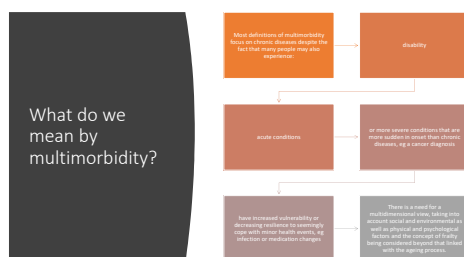 What do we
mean by
multimorbidity?
Most definitions of multimorbidity
focus on chronic diseases despite the
fact that many people may also
experience:
disability
acute conditions
or more severe conditions that are
more sudden in onset than chronic
diseases, eg a cancer diagnosis
have increased vulnerability or
decreasing resilience to seemingly
cope with minor health events, eg
infection or medication changes
There is a need for a
multidimensional view, taking into
account social and environmental as
well as physical and psychological
factors and the concept of frailty
being considered beyond that linked
with the ageing process.